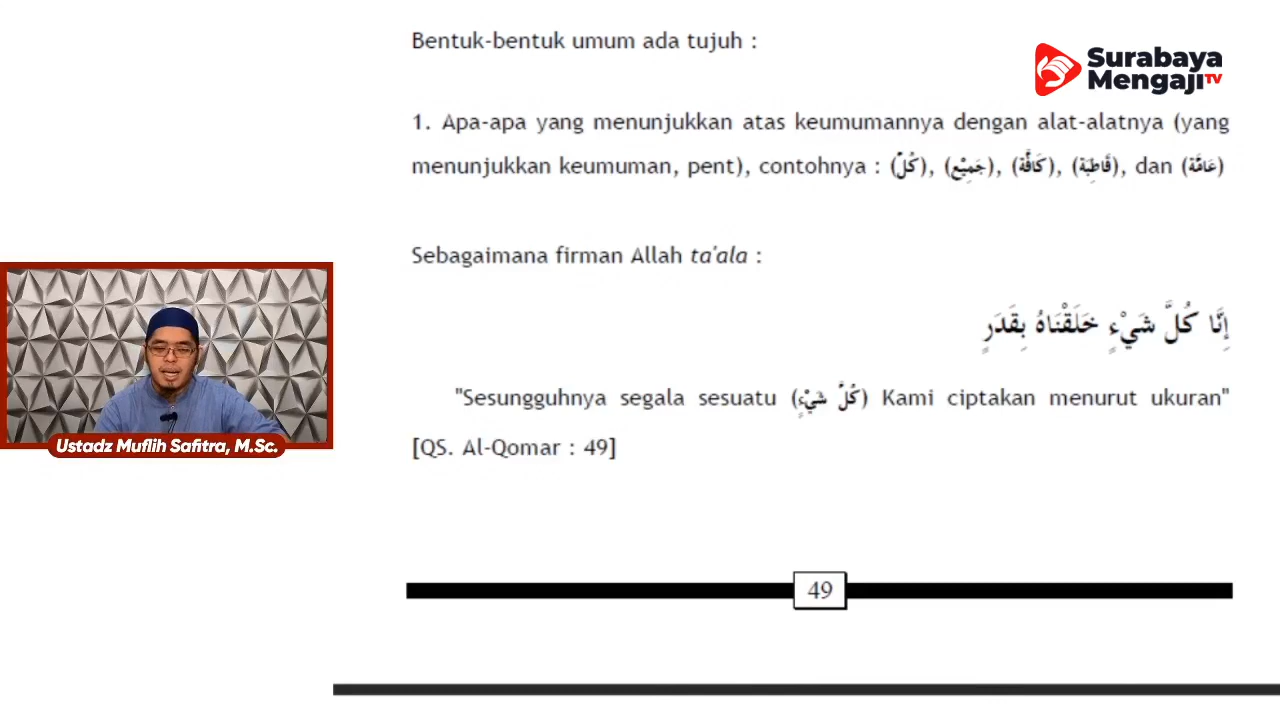 Bentuk-bentuk umum ada tujuh :
Surabaya
Mengaji TV
1. Apa-apa yang menunjukkan atas keumumannya dengan alat-alatnya (yang
menunjukkan keumuman, pent), contohnya : (كُلّ), (جَمِيْع), (كَافَّة), (قَاطِبَة), dan (عَامَّة)
Sebagaimana firman Allah ta'ala :
إِنَّا كُلَّ شَيْءٍ خَلَقْنَاهُ بِقَدَرٍ
"Sesungguhnya segala sesuatu (كُلَّ شَيْءٍ) Kami ciptakan menurut ukuran"
[QS. Al-Qomar : 49]
Ustadz Muflih Safitra, M.Sc.
49